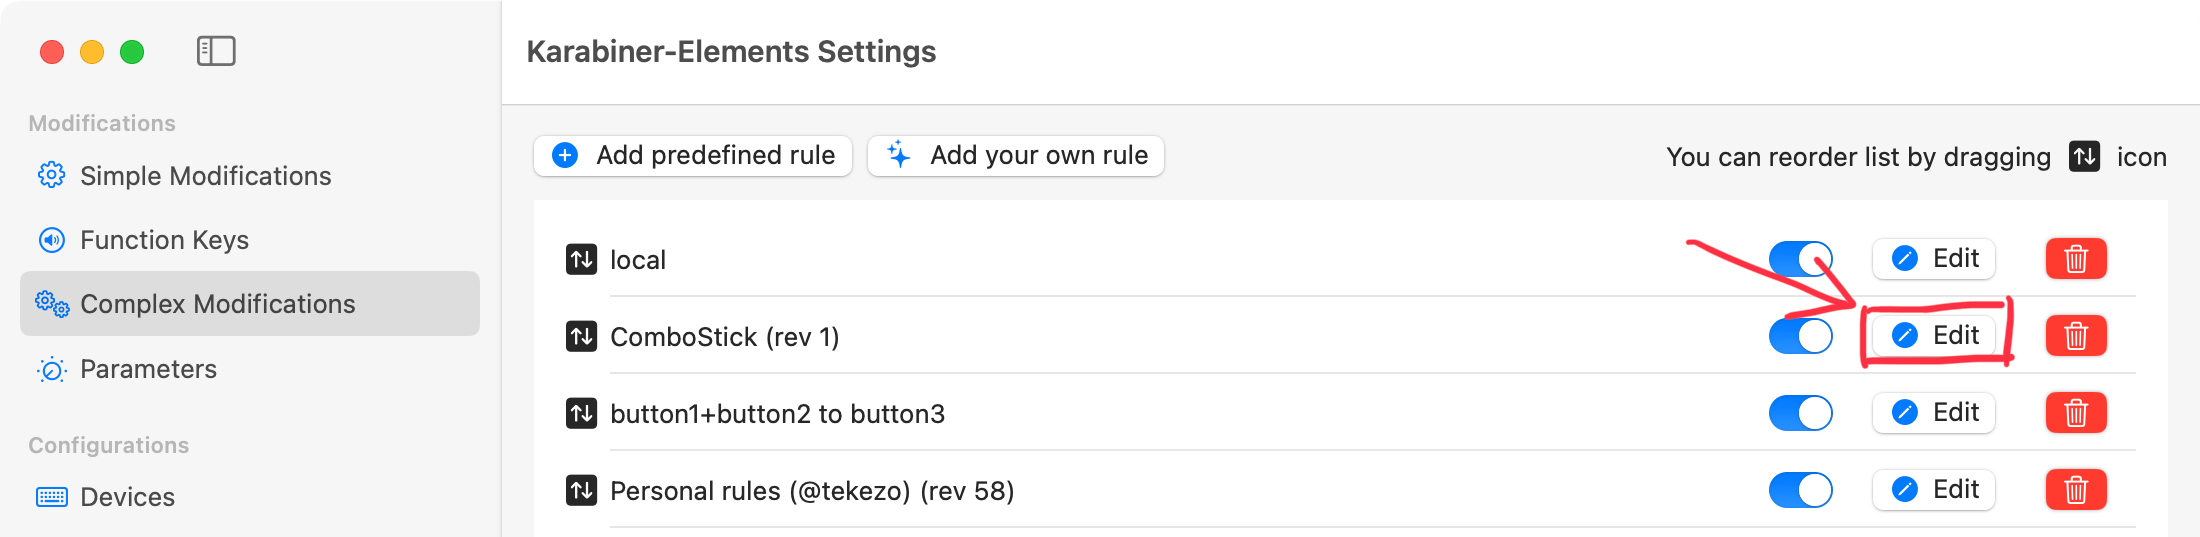 Karabiner-Elements Settings
Modifications
Simple Modifications
Function Keys
Complex Modifications
Parameters
Configurations
Devices
Add predefined rule
Add your own rule
You can reorder list by dragging icon
local
Edit
ComboStick (rev 1)
Edit
button1+button2 to button3
Edit
Personal rules (@tekezo) (rev 58)
Edit